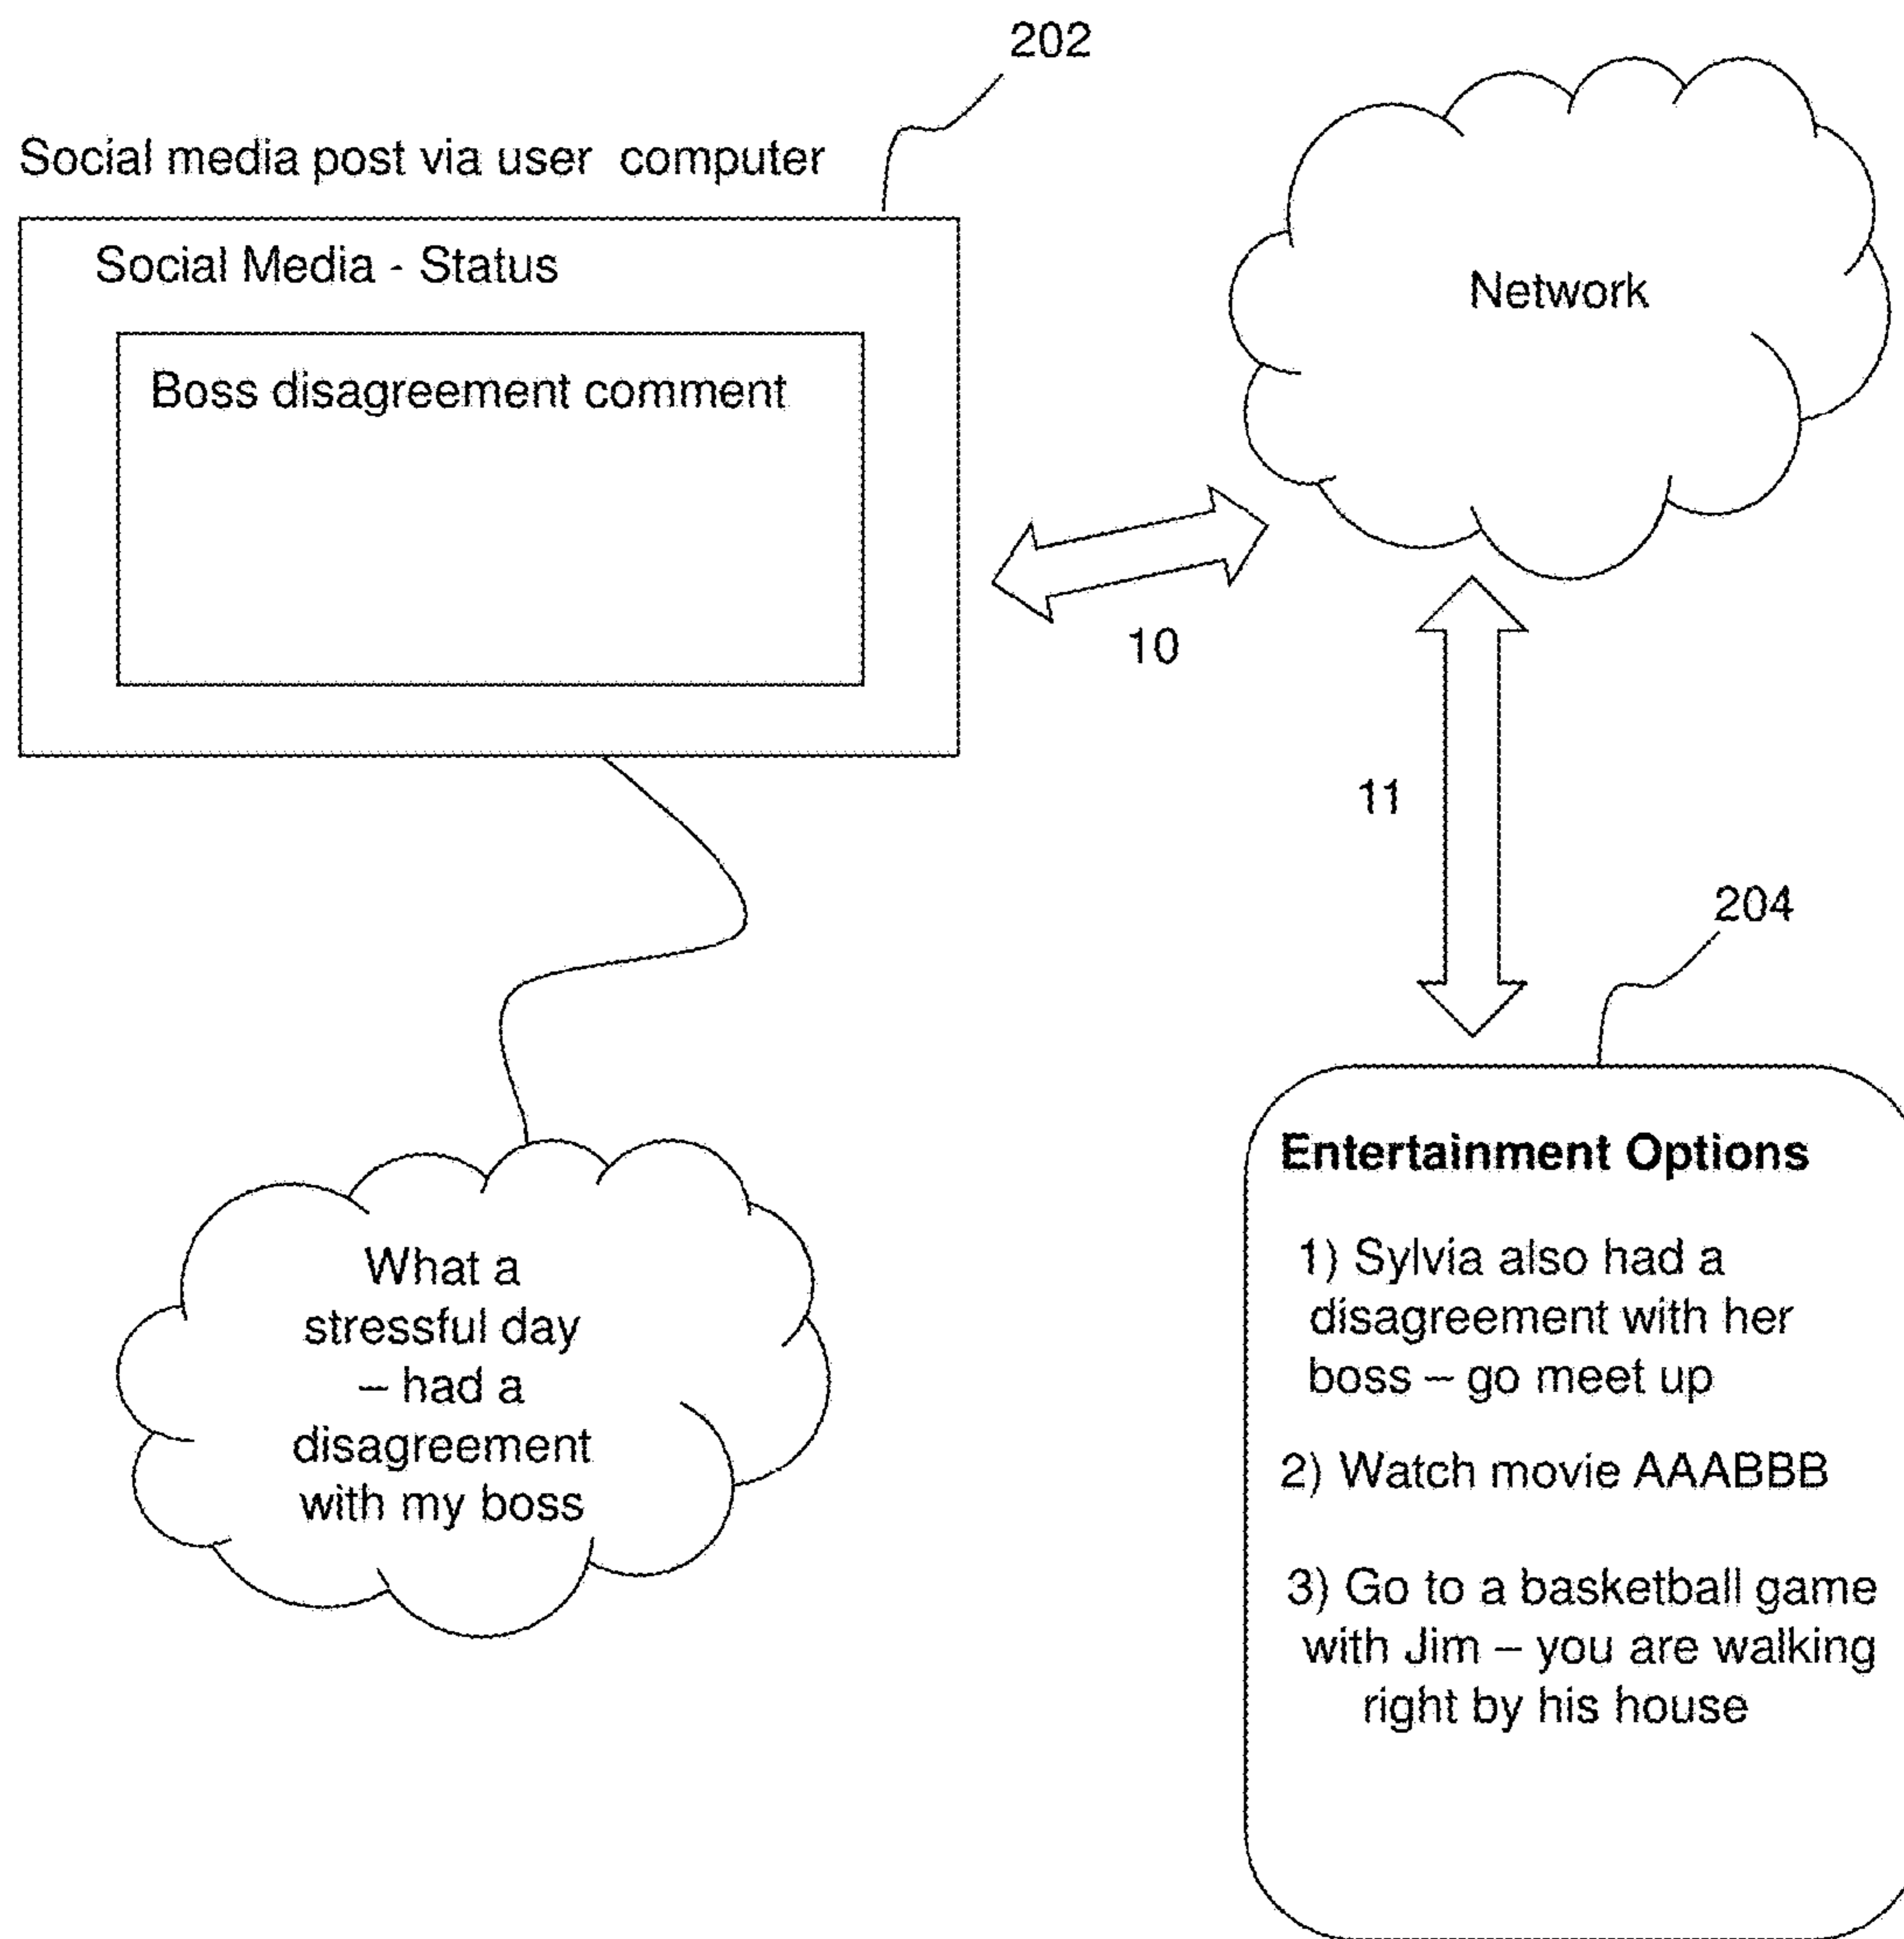 202
Social media post via user computer
Social Media - Status
Network
Boss disagreement comment
10
11
204
Entertainment Options
1) Sylvia also had a
disagreement with her
boss – go meet up
2) Watch movie AAABBB
3) Go to a basketball game
with Jim – you are walking
right by his house
What a
stressful day
– had a
disagreement
with my boss